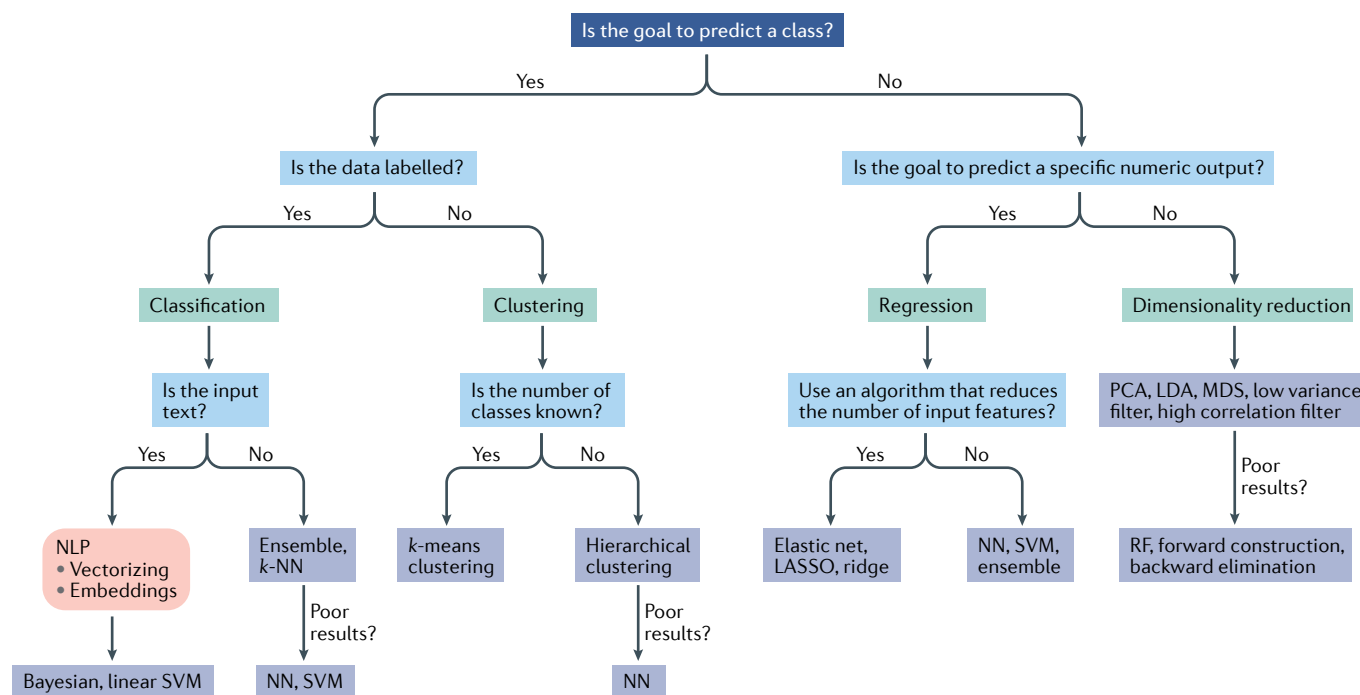 Is the goal to predict a class?
Yes
No
Is the data labelled?
Is the goal to predict a specific numeric output?
Yes
No
Yes
No
Classification
Clustering
Regression
Dimensionality reduction
Is the input
text?
Is the number of
classes known?
Use an algorithm that reduces
the number of input features?
PCA, LDA, MDS, low variance
filter, high correlation filter
Yes
No
Yes
No
Yes
No
Poor
results?
NLP
• Vectorizing
• Embeddings
Ensemble,
k-NN
k-means
clustering
Hierarchical
clustering
Elastic net,
LASSO, ridge
NN, SVM,
ensemble
RF, forward construction,
backward elimination
Poor
results?
Poor
results?
Bayesian, linear SVM
NN, SVM
NN